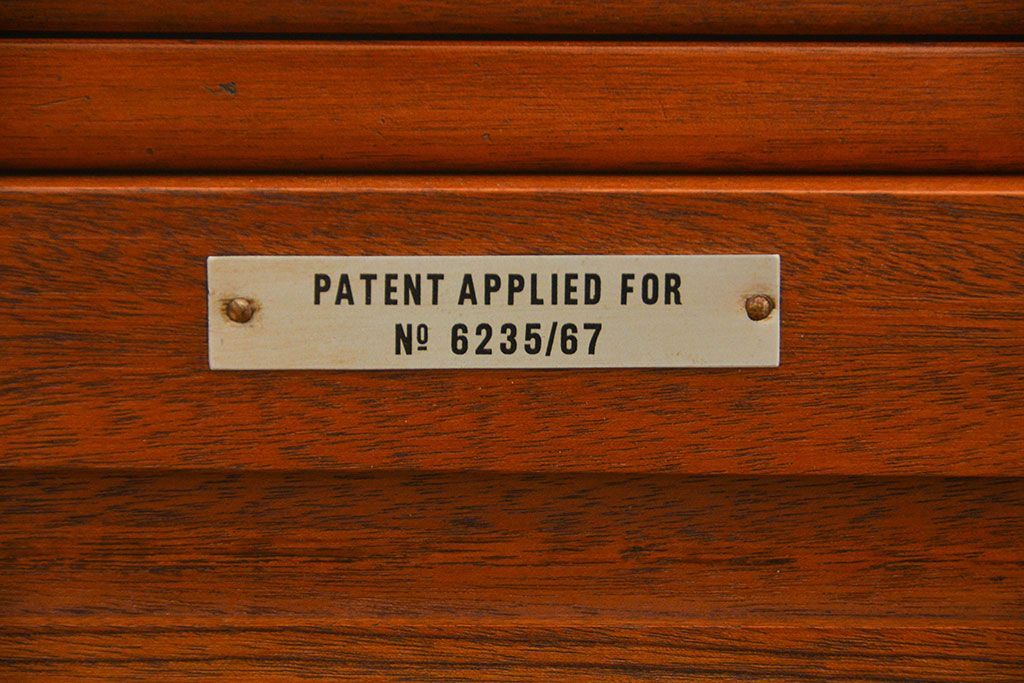 PATENT APPLIED FOR
Nº 6235/67